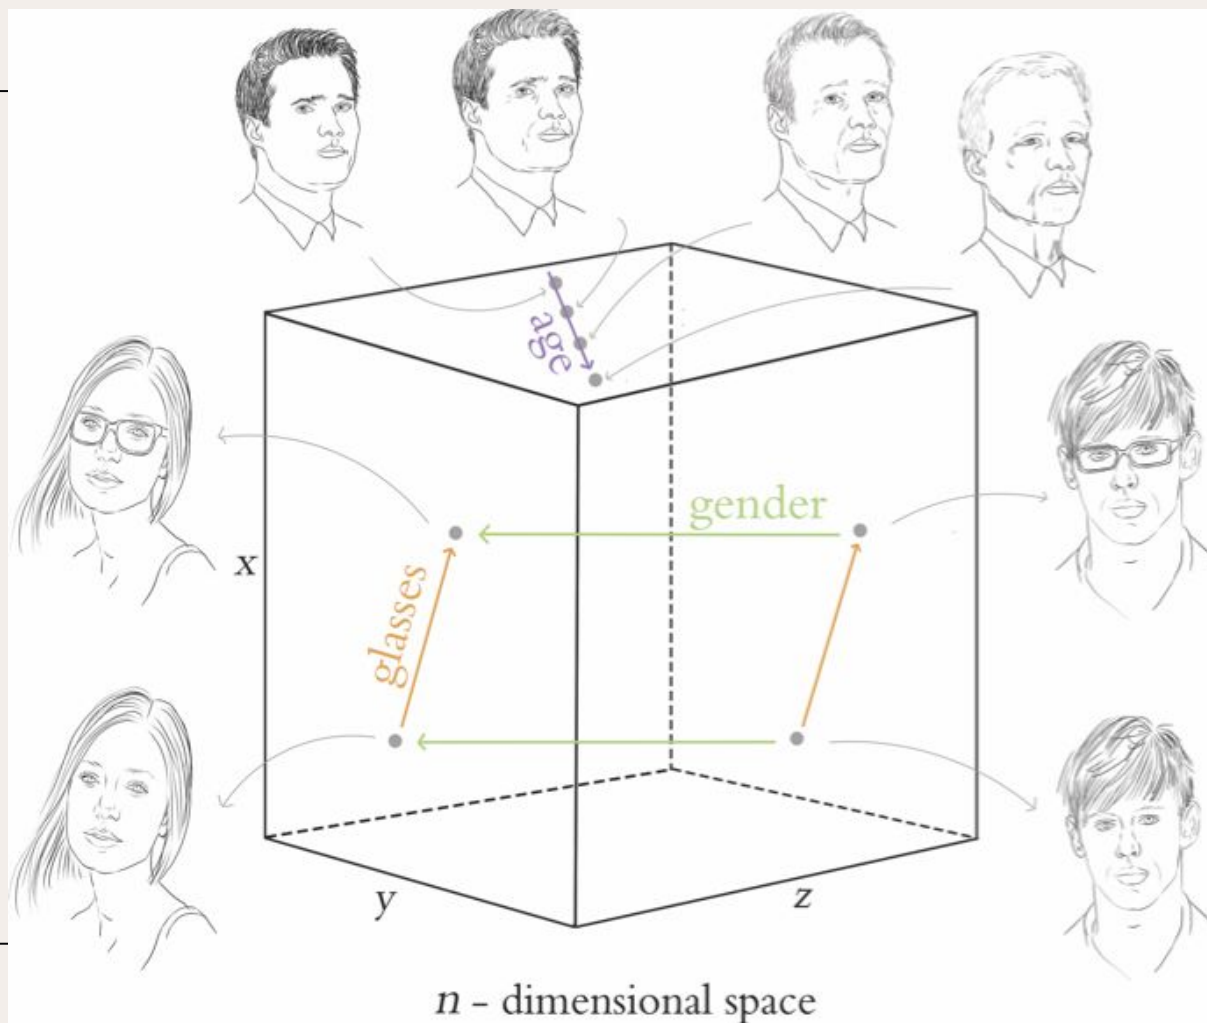 age
gender
x
glasses
y
z
n - dimensional space